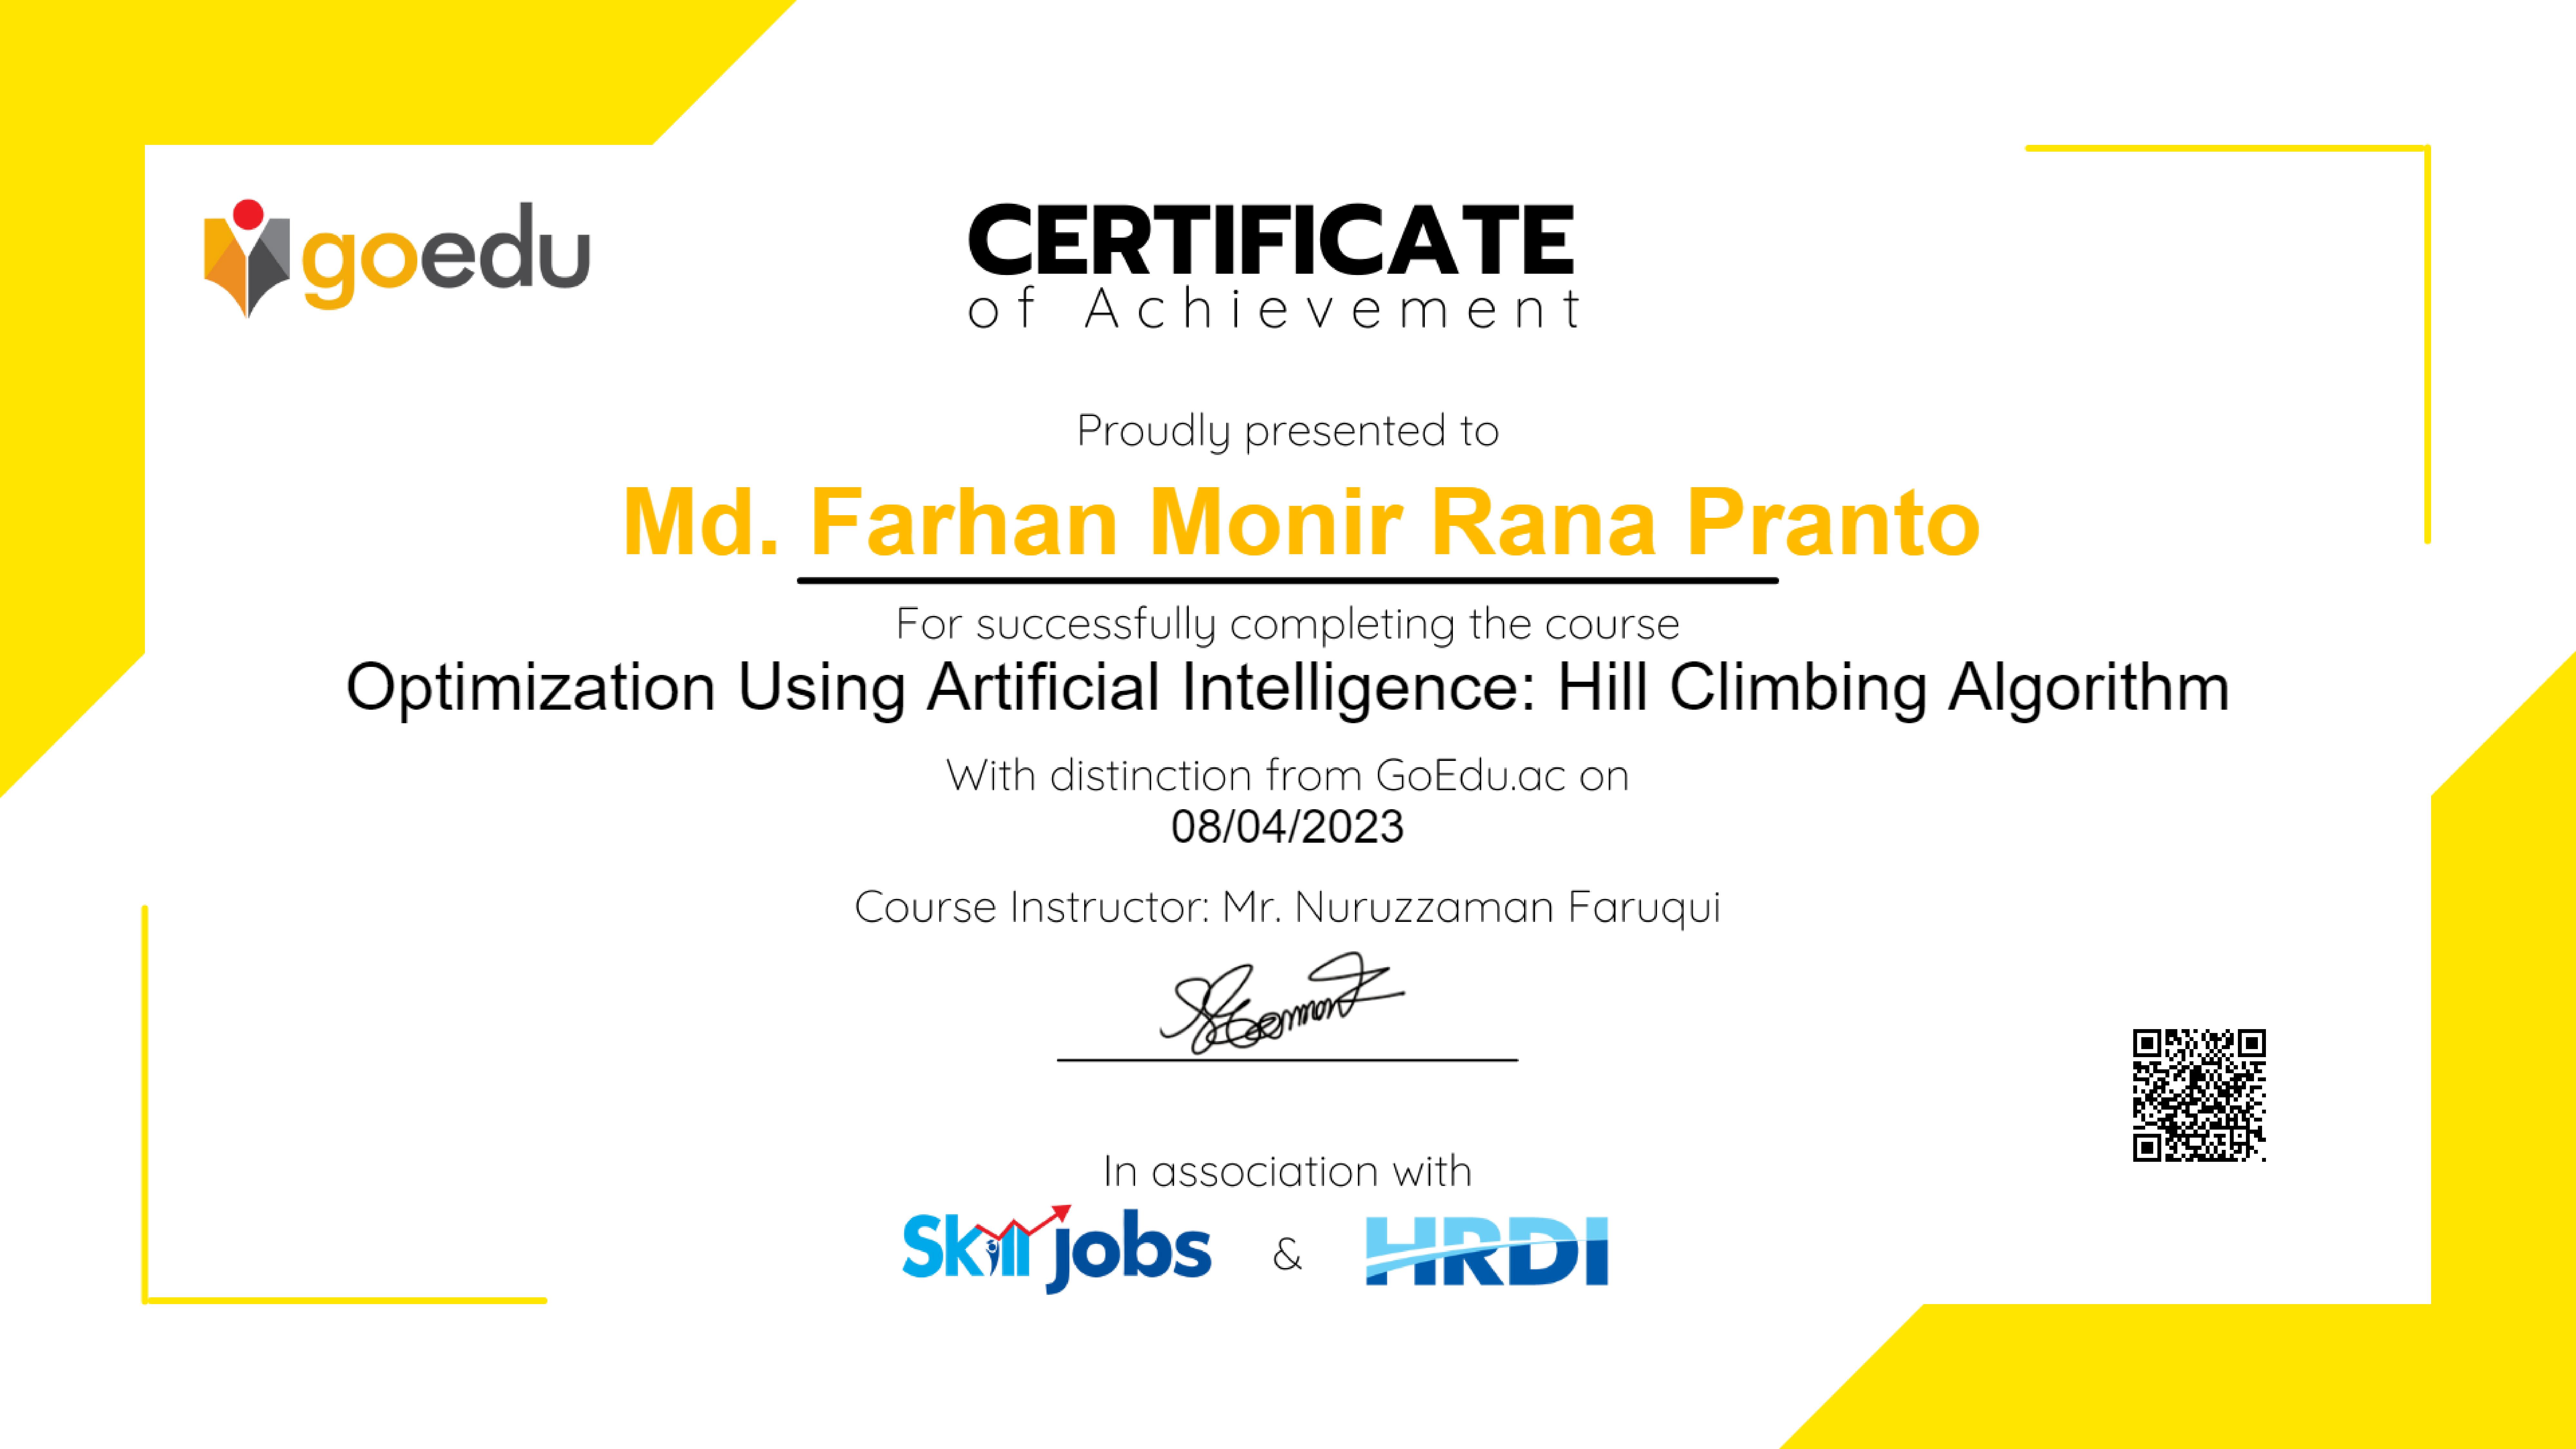 goedu
CERTIFICATE
of Achievement
Proudly presented to
Md. Farhan Monir Rana Pranto
For successfully completing the course
Optimization Using Artificial Intelligence: Hill Climbing Algorithm
With distinction from GoEdu.ac on
08/04/2023
Course Instructor: Mr. Nuruzzaman Faruqui
In association with
Skill jobs & HRDI